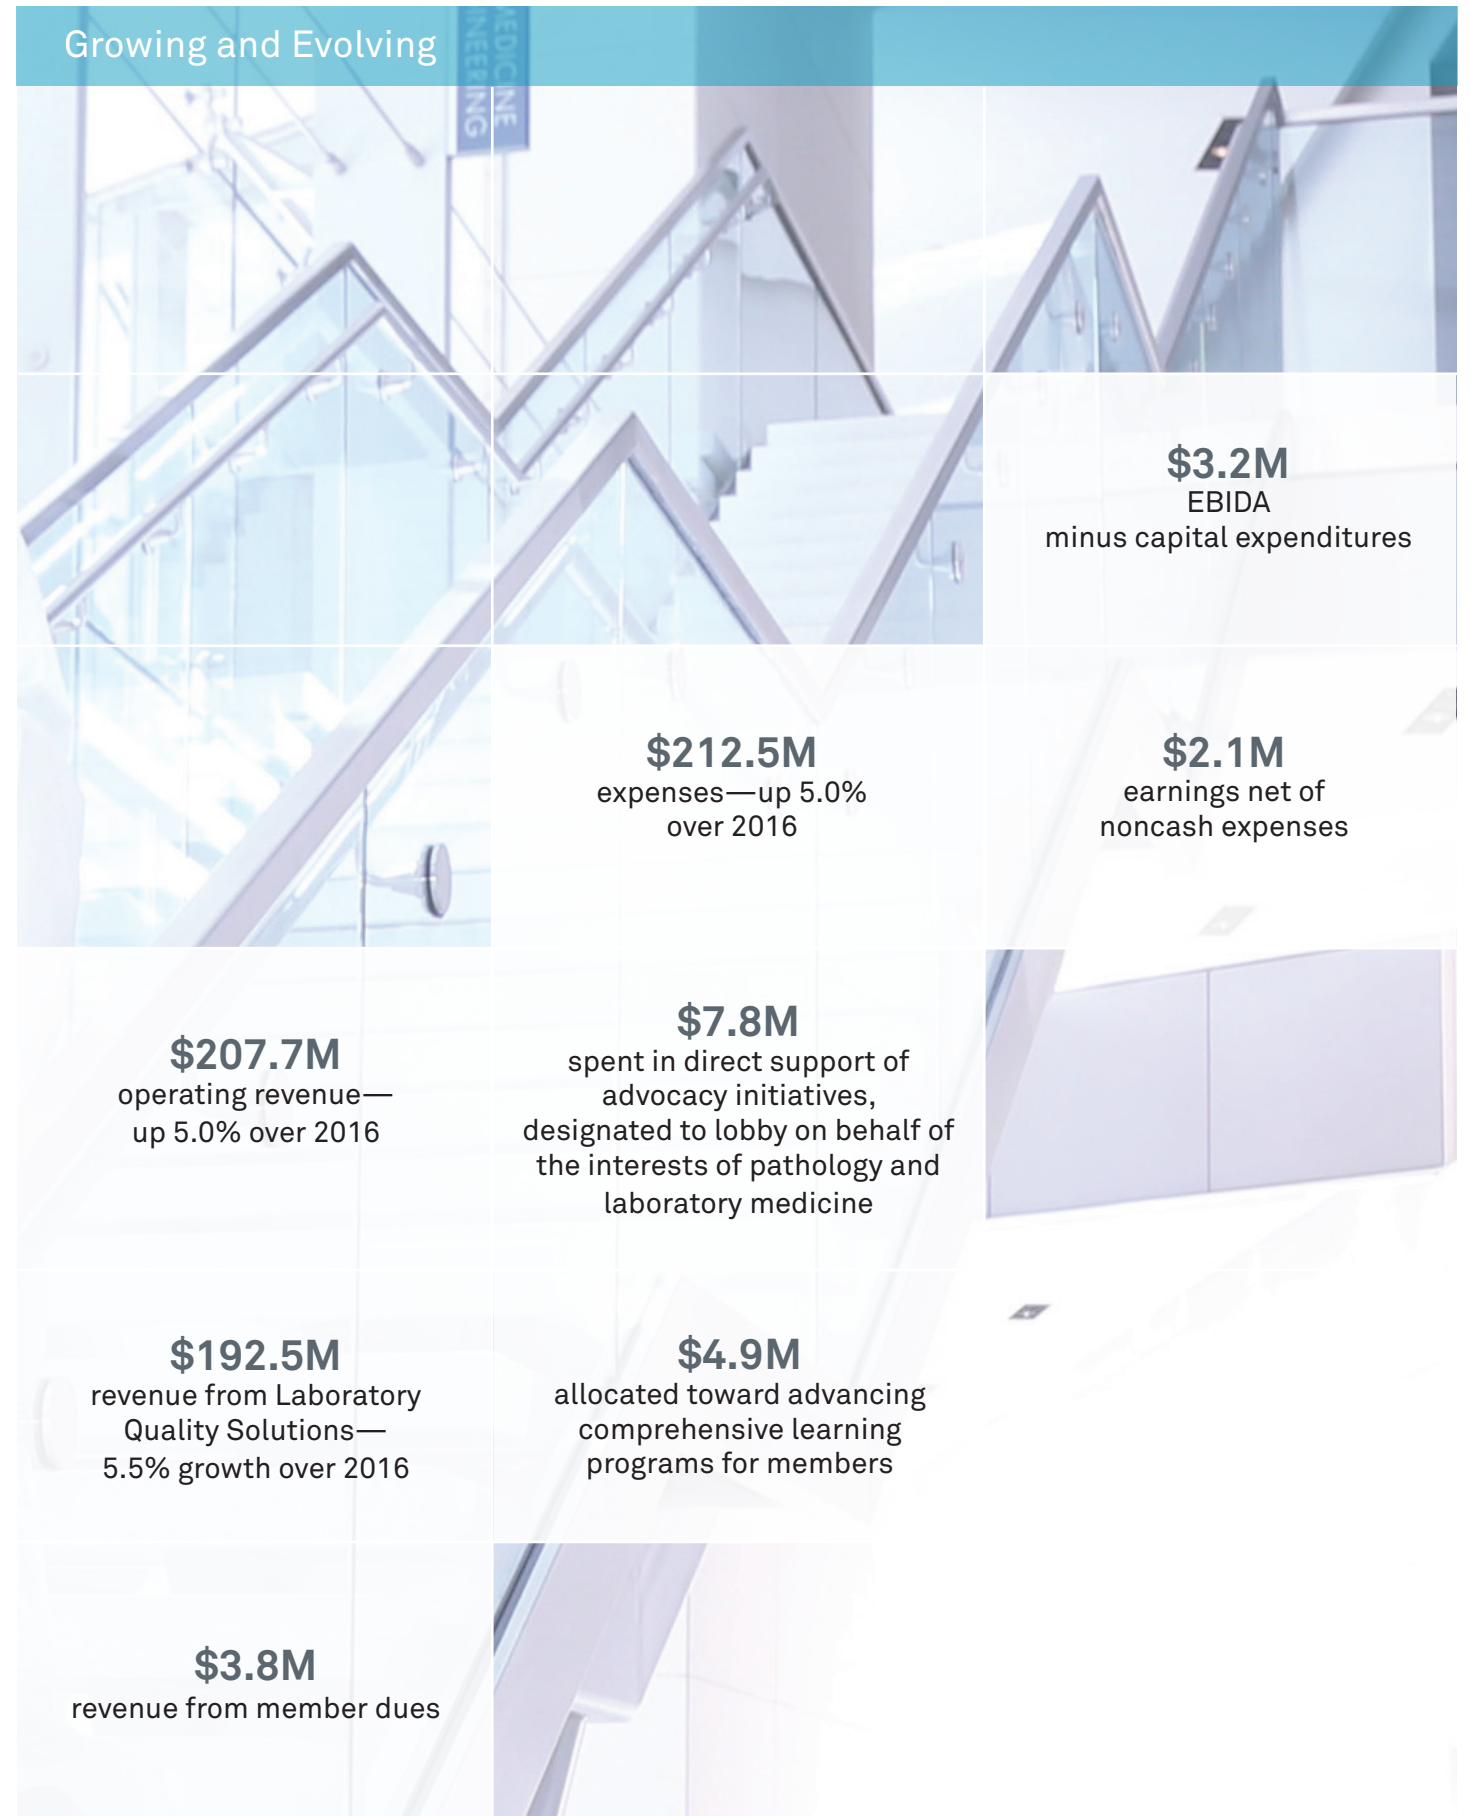 Growing and Evolving
MEDICINE
NEERING
$3.2M
EBIDA
minus capital expenditures
$212.5M
expenses—up 5.0%
over 2016
$2.1M
earnings net of
noncash expenses
$207.7M
operating revenue—
up 5.0% over 2016
$7.8M
spent in direct support of
advocacy initiatives,
designated to lobby on behalf of
the interests of pathology and
laboratory medicine
$192.5M
revenue from Laboratory
Quality Solutions—
5.5% growth over 2016
$4.9M
allocated toward advancing
comprehensive learning
programs for members
$3.8M
revenue from member dues